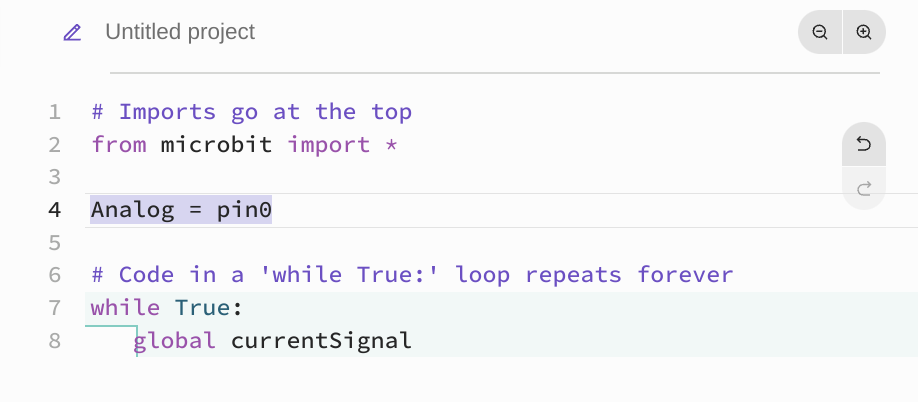 Untitled project
1 # Imports go at the top
2 from microbit import *
3
4 Analog = pin0
5
6 # Code in a 'while True:' loop repeats forever
7 while True:
8 global currentSignal